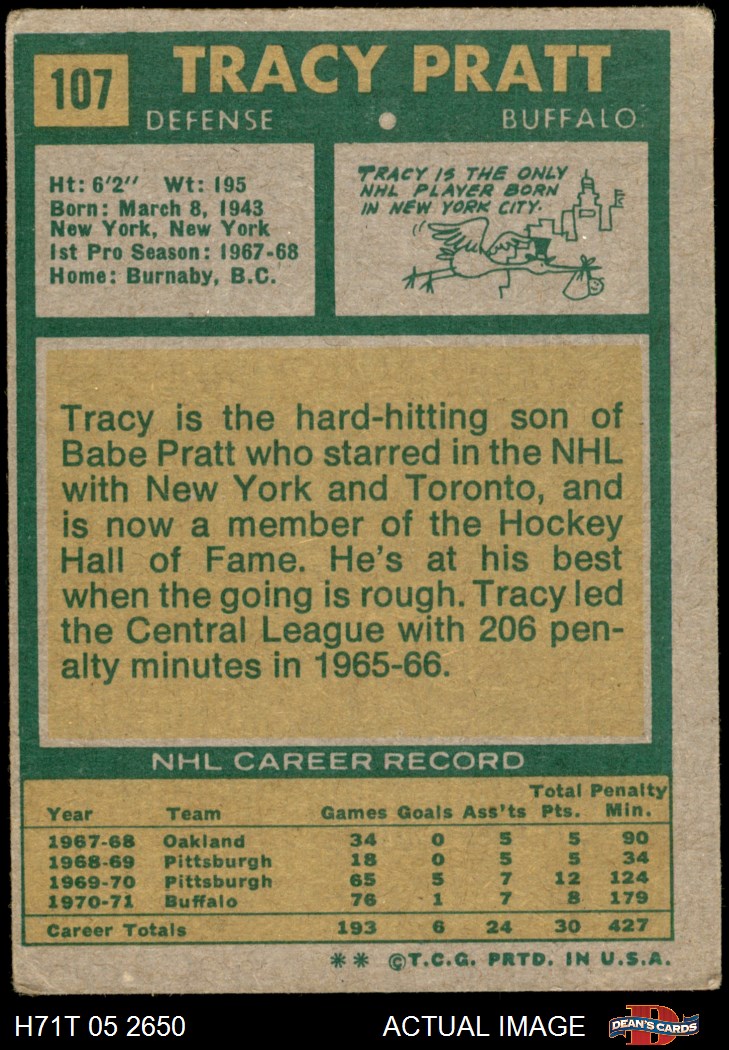 107
TRACY PRATT
DEFENSE
BUFFALO
Ht: 6'2'' Wt: 195
Born: March 8, 1943
New York, New York
1st Pro Season: 1967-68
Home: Burnaby, B.C.
TRACY IS THE ONLY
NHL PLAYER BORN
IN NEW YORK CITY.
Tracy is the hard-hitting son of
Babe Pratt who starred in the NHL
with New York and Toronto, and
is now a member of the Hockey
Hall of Fame. He's at his best
when the going is rough. Tracy led
the Central League with 206 pen-
alty minutes in 1965-66.
NHL CAREER RECORD
Total Penalty
Year Team Games Goals Ass'ts Pts. Min.
1967-68 Oakland 34 0 5 5 90
1968-69 Pittsburgh 18 0 5 5 34
1969-70 Pittsburgh 65 5 7 12 124
1970-71 Buffalo 76 1 7 8 179
Career Totals 193 6 24 30 427
** ©T.C.G. PRTD. IN U.S.A.
H71T 05 2650
ACTUAL IMAGE
D
DEAN'S CARDS